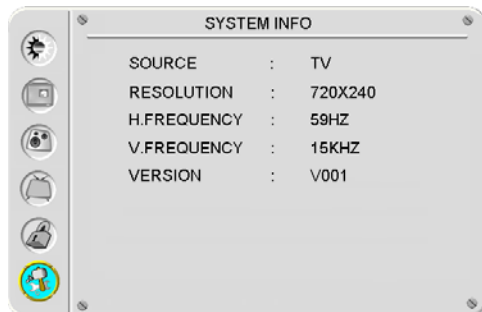 SYSTEM INFO
SOURCE : TV
RESOLUTION : 720X240
H.FREQUENCY : 59HZ
V.FREQUENCY : 15KHZ
VERSION : V001